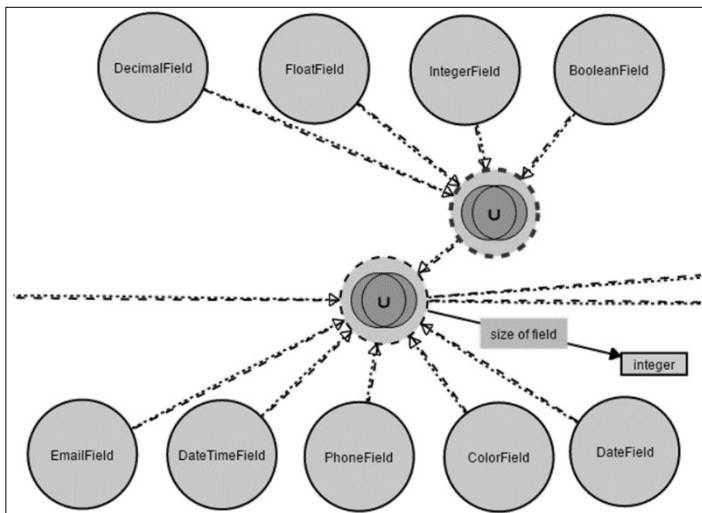 DecimalField
FloatField
IntegerField
BooleanField
U
U
size of field
integer
EmailField
DateTimeField
PhoneField
ColorField
DateField